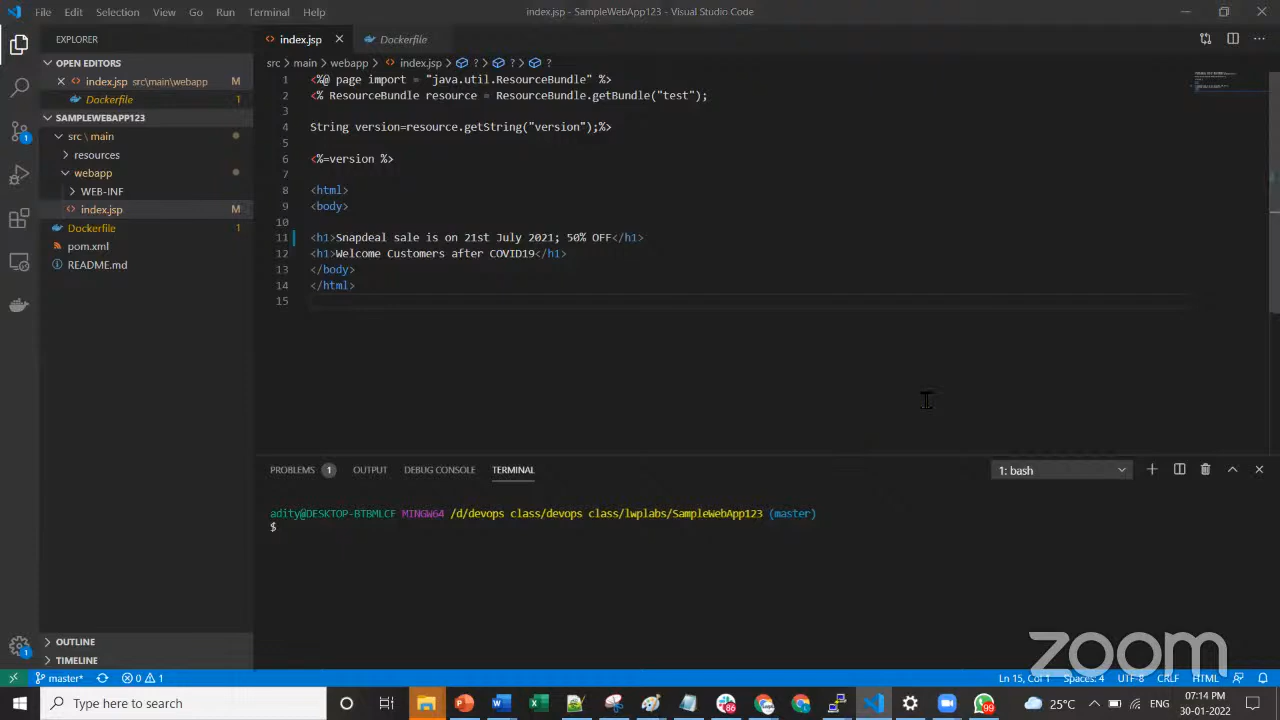 File Edit Selection View Go Run Terminal Help
index.jsp - SampleWebApp123 - Visual Studio Code
EXPLORER
OPEN EDITORS
index.jsp src\main\webapp M
Dockerfile 1
SAMPLEWEBAPP123
src \ main
resources
webapp
WEB-INF
index.jsp M
Dockerfile 1
pom.xml
README.md
OUTLINE
TIMELINE
index.jsp
Dockerfile
src > main > webapp > index.jsp > ? > ? > ?
1 <%@ page import = "java.util.ResourceBundle" %>
2 <% ResourceBundle resource = ResourceBundle.getBundle("test");
3
4 String version=resource.getString("version");%>
5
6 <%=version %>
7
8 <html>
9 <body>
10
11 <h1>Snapdeal sale is on 21st July 2021; 50% OFF</h1>
12 <h1>Welcome Customers after COVID19</h1>
13 </body>
14 </html>
15
PROBLEMS 1 OUTPUT DEBUG CONSOLE TERMINAL
1: bash
adity@DESKTOP-BTBMLCF MINGW64 /d/devops class/devops class/lwplabs/SampleWebApp123 (master)
$
zoom
1
1
master* 0 1
Ln 15, Col 1 Spaces: 4 UTF-8 CRLF HTML
Type here to search
86
99
25°C
ENG
07:14 PM
30-01-2022